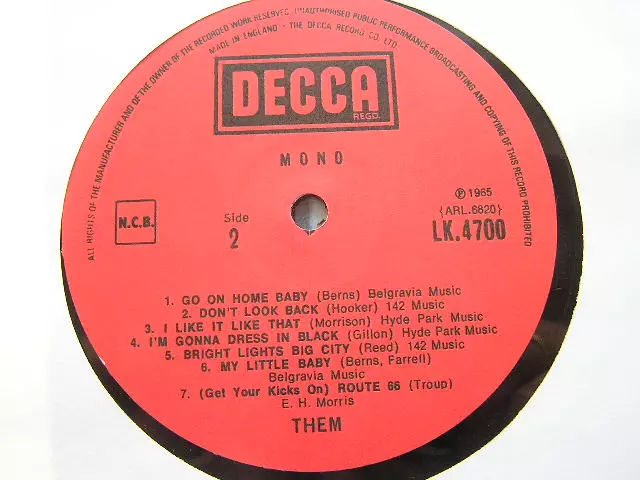 ALL RIGHTS OF THE MANUFACTURER AND OF THE OWNER OF THE RECORDED WORK RESERVED. UNAUTHORISED PUBLIC PERFORMANCE BROADCASTING AND COPYING OF THIS RECORD PROHIBITED
MADE IN ENGLAND • THE DECCA RECORD CO. LTD.
DECCA
REGD.
MONO
N.C.B.
Side
2
Ⓟ 1965
(ARL.6820)
LK.4700
1. GO ON HOME BABY (Berns) Belgravia Music
2. DON'T LOOK BACK (Hooker) 142 Music
3. I LIKE IT LIKE THAT (Morrison) Hyde Park Music
4. I'M GONNA DRESS IN BLACK (Gillon) Hyde Park Music
5. BRIGHT LIGHTS BIG CITY (Reed) 142 Music
6. MY LITTLE BABY (Berns, Farrell)
Belgravia Music
7. (Get Your Kicks On) ROUTE 66 (Troup)
E. H. Morris
THEM